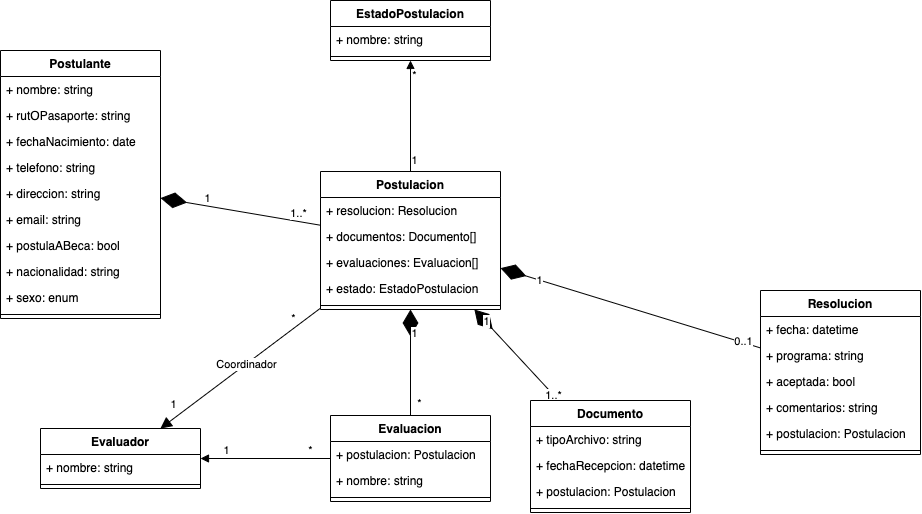 EstadoPostulacion
+ nombre: string
*
1
Postulante
+ nombre: string
+ rutOPasaporte: string
+ fechaNacimiento: date
+ telefono: string
+ direccion: string
+ email: string
+ postulaABeca: bool
+ nacionalidad: string
+ sexo: enum
1
1..*
Postulacion
+ resolucion: Resolucion
+ documentos: Documento[]
+ evaluaciones: Evaluacion[]
+ estado: EstadoPostulacion
1
0..1
Resolucion
+ fecha: datetime
+ programa: string
+ aceptada: bool
+ comentarios: string
+ postulacion: Postulacion
*
Coordinador
1
1
*
1
1..*
Evaluador
+ nombre: string
1
*
Evaluacion
+ postulacion: Postulacion
+ nombre: string
Documento
+ tipoArchivo: string
+ fechaRecepcion: datetime
+ postulacion: Postulacion